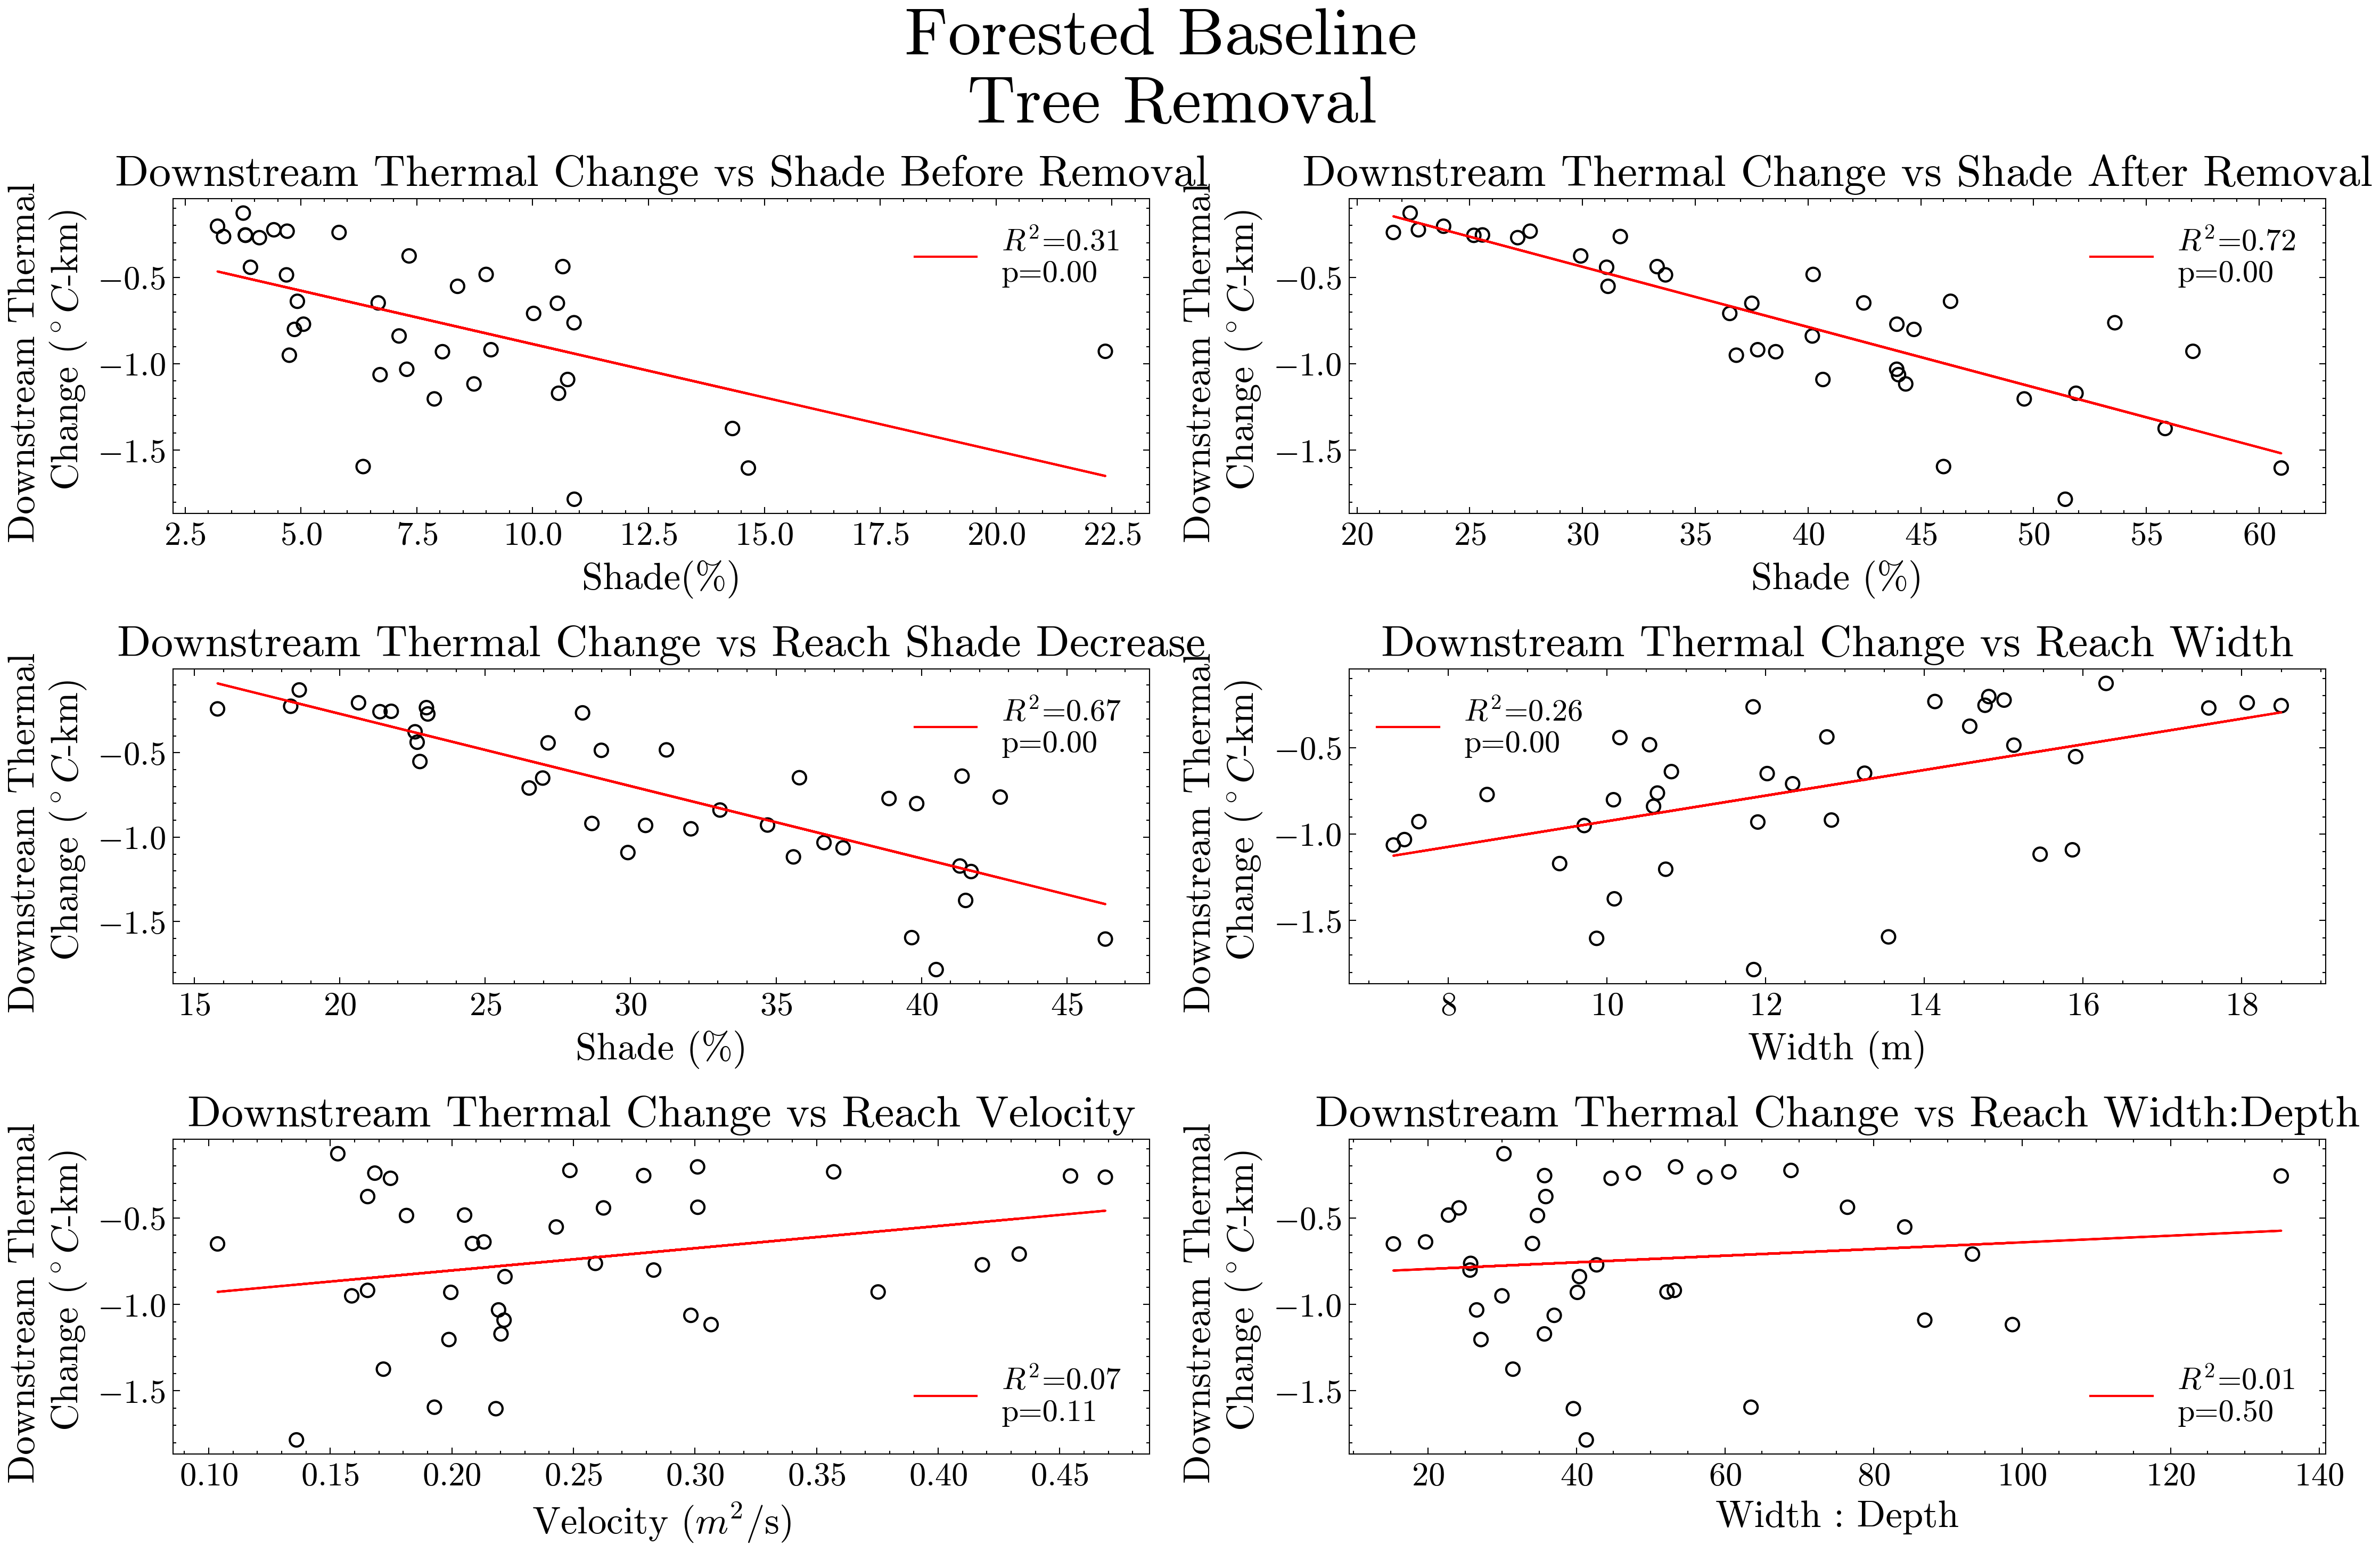 Forested Baseline
Tree Removal
Downstream Thermal Change vs Shade Before Removal
Downstream Thermal
Change (°C-km)
−0.5
−1.0
−1.5
R²=0.31
p=0.00
2.5 5.0 7.5 10.0 12.5 15.0 17.5 20.0 22.5
Shade(%)
Downstream Thermal Change vs Shade After Removal
Downstream Thermal
Change (°C-km)
−0.5
−1.0
−1.5
R²=0.72
p=0.00
20 25 30 35 40 45 50 55 60
Shade (%)
Downstream Thermal Change vs Reach Shade Decrease
Downstream Thermal
Change (°C-km)
−0.5
−1.0
−1.5
R²=0.67
p=0.00
15 20 25 30 35 40 45
Shade (%)
Downstream Thermal Change vs Reach Width
Downstream Thermal
Change (°C-km)
−0.5
−1.0
−1.5
R²=0.26
p=0.00
8 10 12 14 16 18
Width (m)
Downstream Thermal Change vs Reach Velocity
Downstream Thermal
Change (°C-km)
−0.5
−1.0
−1.5
R²=0.07
p=0.11
0.10 0.15 0.20 0.25 0.30 0.35 0.40 0.45
Velocity (m²/s)
Downstream Thermal Change vs Reach Width:Depth
Downstream Thermal
Change (°C-km)
−0.5
−1.0
−1.5
R²=0.01
p=0.50
20 40 60 80 100 120 140
Width : Depth